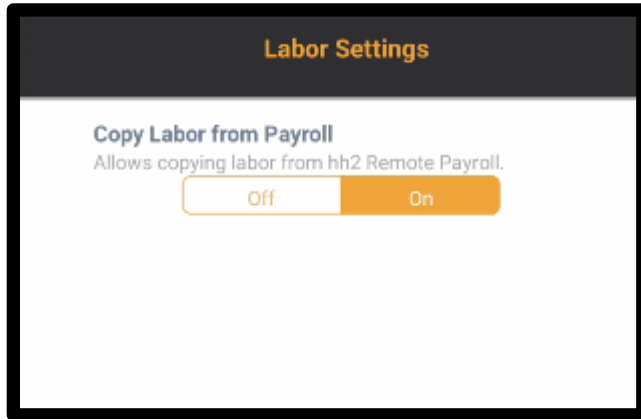 Labor Settings
Copy Labor from Payroll
Allows copying labor from hh2 Remote Payroll.
Off On